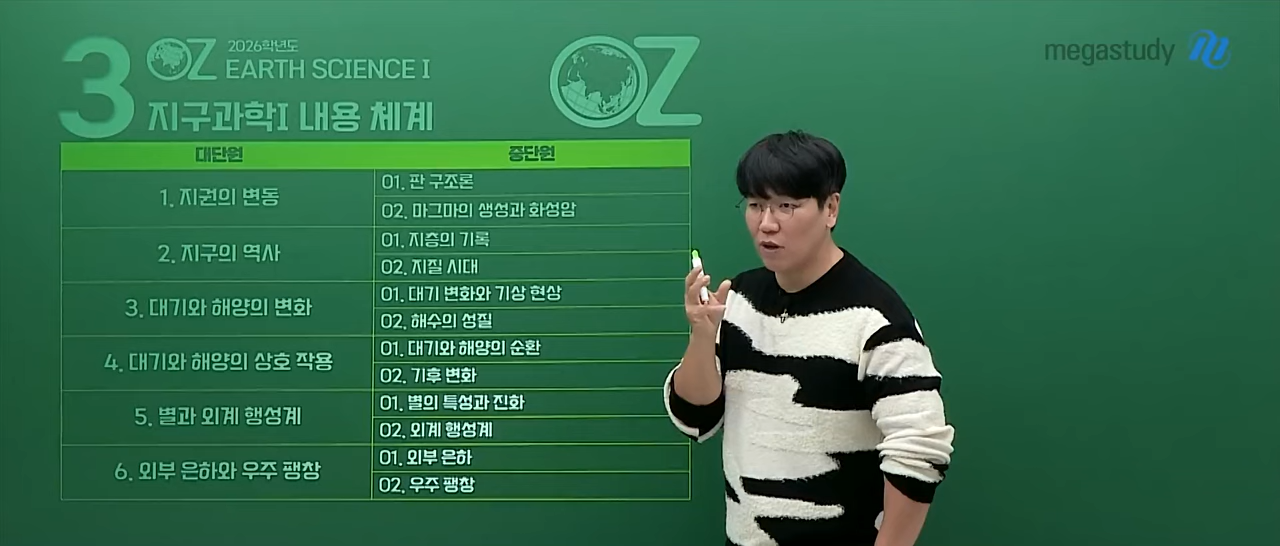 3
OZ
2026학년도
EARTH SCIENCE I
지구과학I 내용 체계
OZ
megastudy
대단원 중단원
1. 지권의 변동
01. 판 구조론
02. 마그마의 생성과 화성암
2. 지구의 역사
01. 지층의 기록
02. 지질 시대
3. 대기와 해양의 변화
01. 대기 변화와 기상 현상
02. 해수의 성질
4. 대기와 해양의 상호 작용
01. 대기와 해양의 순환
02. 기후 변화
5. 별과 외계 행성계
01. 별의 특성과 진화
02. 외계 행성계
6. 외부 은하와 우주 팽창
01. 외부 은하
02. 우주 팽창